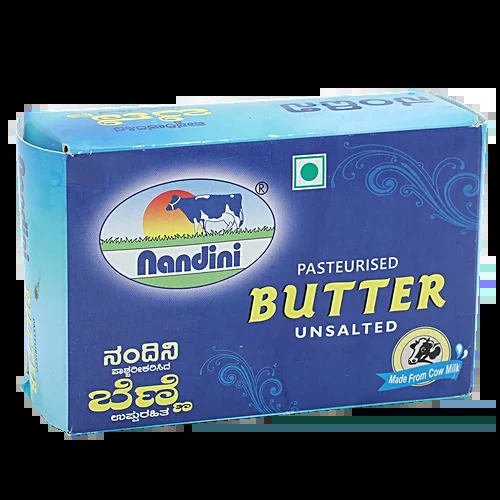 ನಂದಿನಿ
Nandini
®
PASTEURISED
BUTTER
UNSALTED
ನಂದಿನಿ
ಪಾಶ್ಚರೀಕರಿಸಿದ
ಬೆಣ್ಣೆ
ಉಪ್ಪುರಹಿತ
Made From Cow Milk